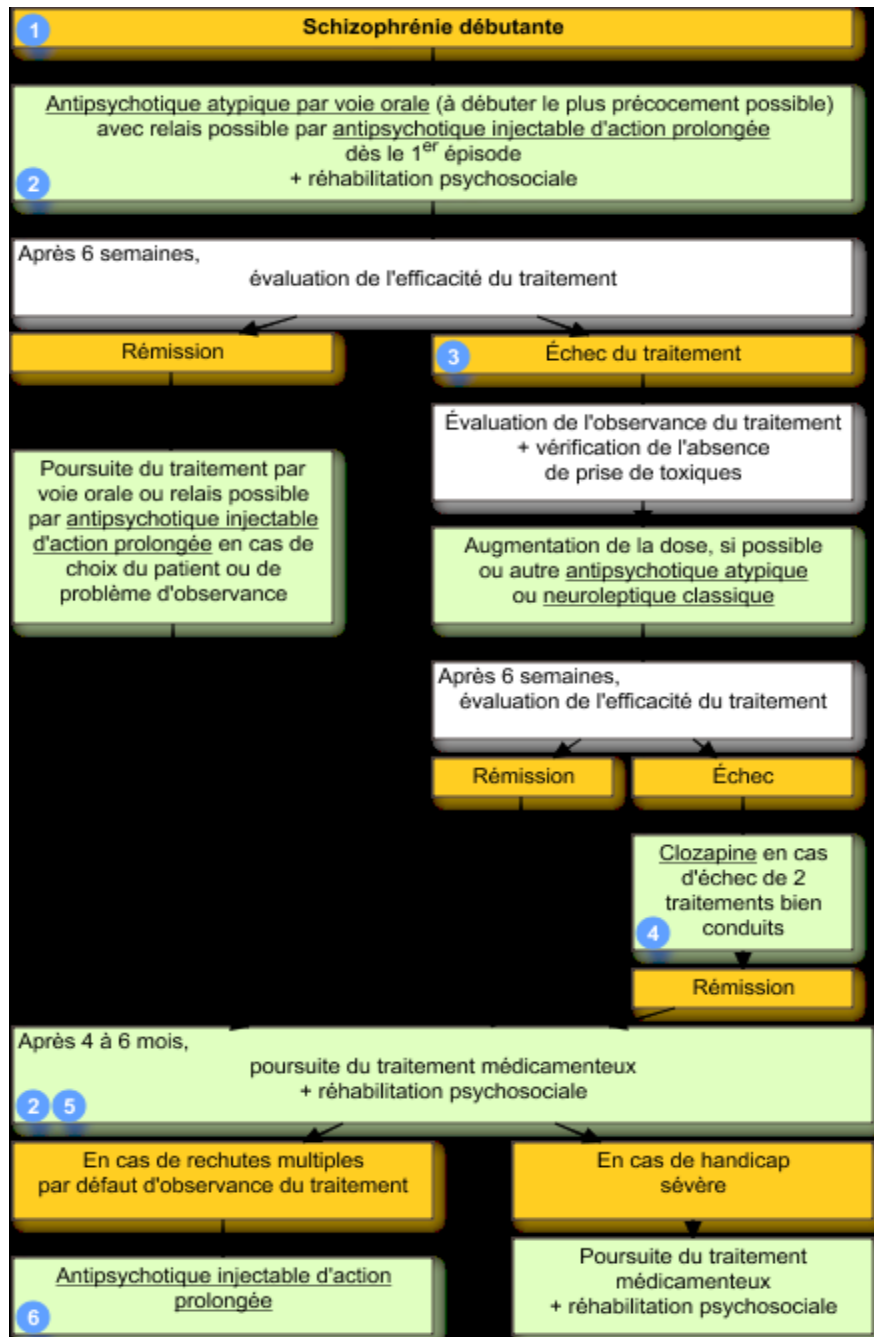 1
Schizophrénie débutante
Antipsychotique atypique par voie orale (à débuter le plus précocement possible)
avec relais possible par antipsychotique injectable d'action prolongée
dès le 1er épisode
+ réhabilitation psychosociale
2
Après 6 semaines,
évaluation de l'efficacité du traitement
Rémission
3
Échec du traitement
Évaluation de l'observance du traitement
+ vérification de l'absence
de prise de toxiques
Poursuite du traitement par
voie orale ou relais possible
par antipsychotique injectable
d'action prolongée en cas de
choix du patient ou de
problème d'observance
Augmentation de la dose, si possible
ou autre antipsychotique atypique
ou neuroleptique classique
Après 6 semaines,
évaluation de l'efficacité du traitement
Rémission
Échec
Clozapine en cas
d'échec de 2
traitements bien
conduits
4
Rémission
Après 4 à 6 mois,
poursuite du traitement médicamenteux
+ réhabilitation psychosociale
2 5
En cas de rechutes multiples
par défaut d'observance du traitement
En cas de handicap
sévère
Antipsychotique injectable d'action
prolongée
6
Poursuite du traitement
médicamenteux
+ réhabilitation psychosociale